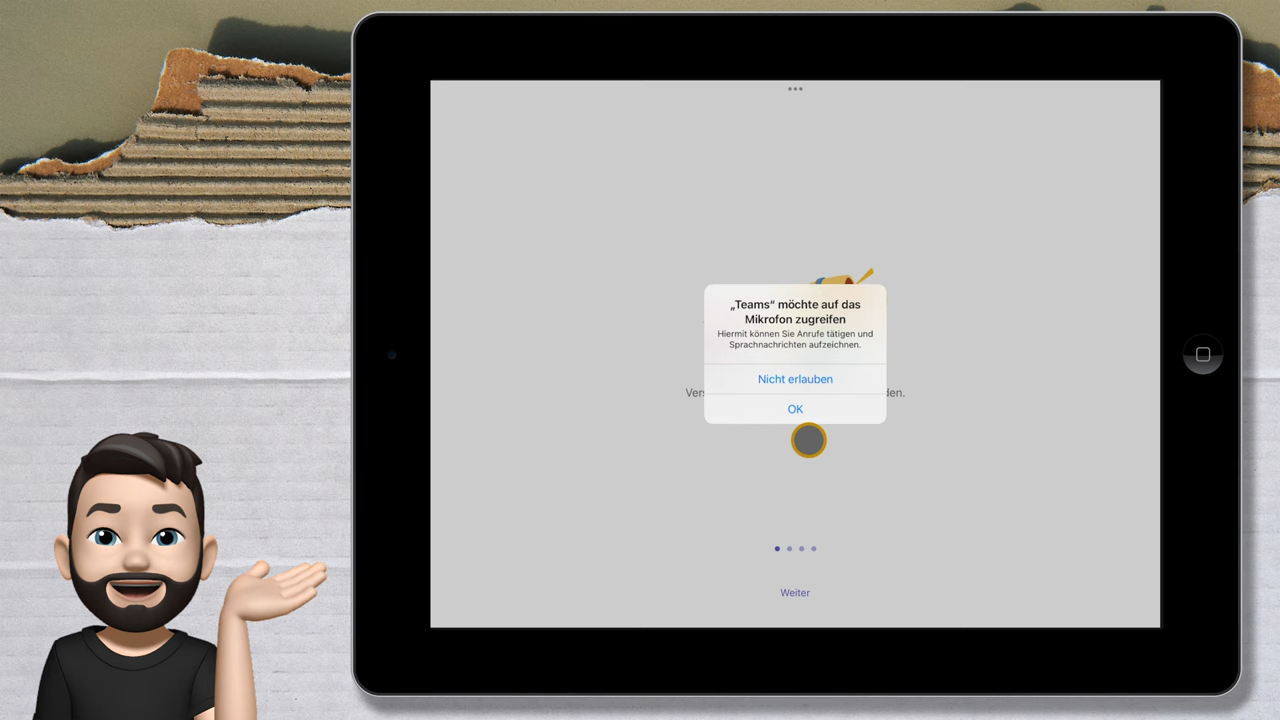 „Teams“ möchte auf das
Mikrofon zugreifen
Hiermit können Sie Anrufe tätigen und
Sprachnachrichten aufzeichnen.
Nicht erlauben
OK
Weiter